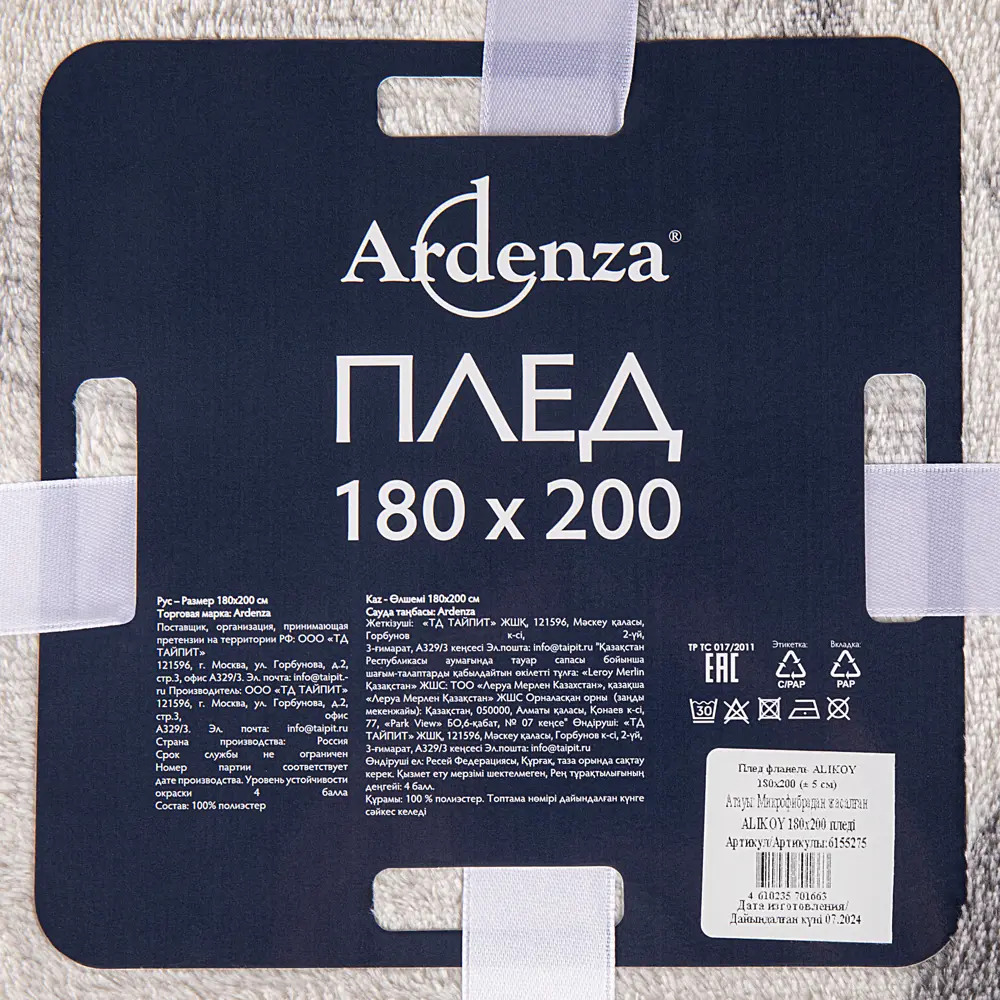 Ardenza®
ПЛЕД
180 x 200
Рус – Размер 180х200 см
Торговая марка: Ardenza
Поставщик, организация, принимающая
претензии на территории РФ: ООО «ТД
ТАЙПИТ»
121596, г. Москва, ул. Горбунова, д.2,
стр.3, офис А329/3. Эл. почта: info@taipit.-
ru Производитель: ООО «ТД ТАЙПИТ»
121596, г. Москва, ул. Горбунова, д.2,
стр.3, офис
А329/3. Эл. почта: info@taipit.ru
Страна производства: Россия
Срок службы не ограничен
Номер партии соответствует
дате производства. Уровень устойчивости
окраски 4 балла
Состав: 100% полиэстер
Kaz - Өлшемі 180х200 см
Сауда таңбасы: Ardenza
Жеткізуші: «ТД ТАЙПИТ» ЖШҚ, 121596, Мәскеу қаласы,
Горбунов к-сі, 2-үй,
3-ғимарат, А329/3 кеңсесі Эл.пошта: info@taipit.ru "Қазақстан
Республикасы аумағында тауар сапасы бойынша
шағым-талаптарды қабылдайтын өкілетті тұлға: «Leroy Merlin
Қазақстан» ЖШС: ТОО «Леруа Мерлен Казахстан», қазақша
«Леруа Мерлен Қазақстан» ЖШС Орналасқан орны (заңды
мекенжайы): Қазақстан, 050000, Алматы қаласы, Қонаев к-сі,
77, «Park View» БО,6-қабат, № 07 кеңсе" Өндіруші: «ТД
ТАЙПИТ» ЖШҚ, 121596, Мәскеу қаласы, Горбунов к-сі, 2-үй,
3-ғимарат, А329/3 кеңсесі Эл.пошта: info@taipit.ru
Өндіруші ел: Ресей Федерациясы, Құрғақ, таза орында сақтау
керек. Қызмет ету мерзімі шектелмеген, Рең тұрақтылығының
деңгейі: 4 балл.
Құрамы: 100 % полиэстер. Топтама нөмірі дайындалған күнге
сәйкес келеді
ТР ТС 017/2011
EAC
Этикетка:
C/PAP
Вкладка:
PAP
30
Плед фланель ALIKOY
180x200 (± 5 см)
Атауы: Микрофибрадан жасалған
ALIKOY 180x200 пледі
Артикул/Артикулы:6155275
4 610235 701663
Дата изготовления/
Дайындалған күні 07.2024